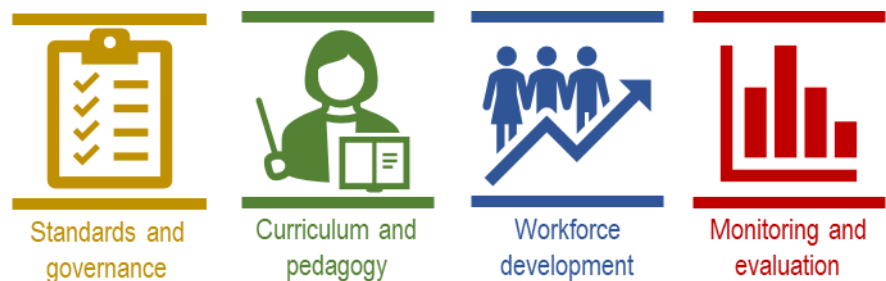 Standards and
governance
Curriculum and
pedagogy
Workforce
development
Monitoring and
evaluation